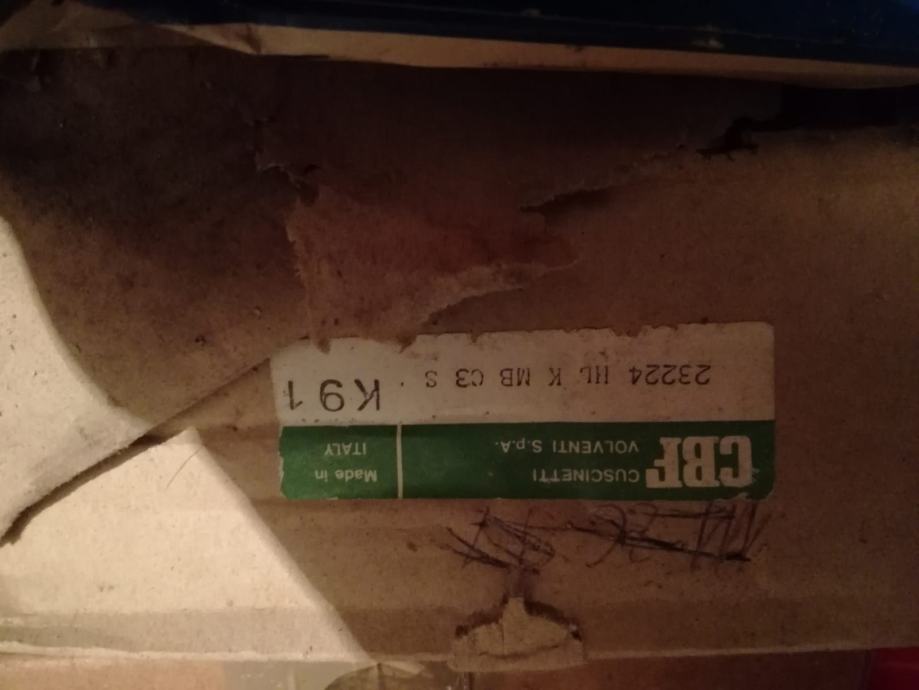 CBF CUSCINETTI
VOLVENTI S.p.A.
Made in
ITALY
23224 HL K MB C3 S . K91